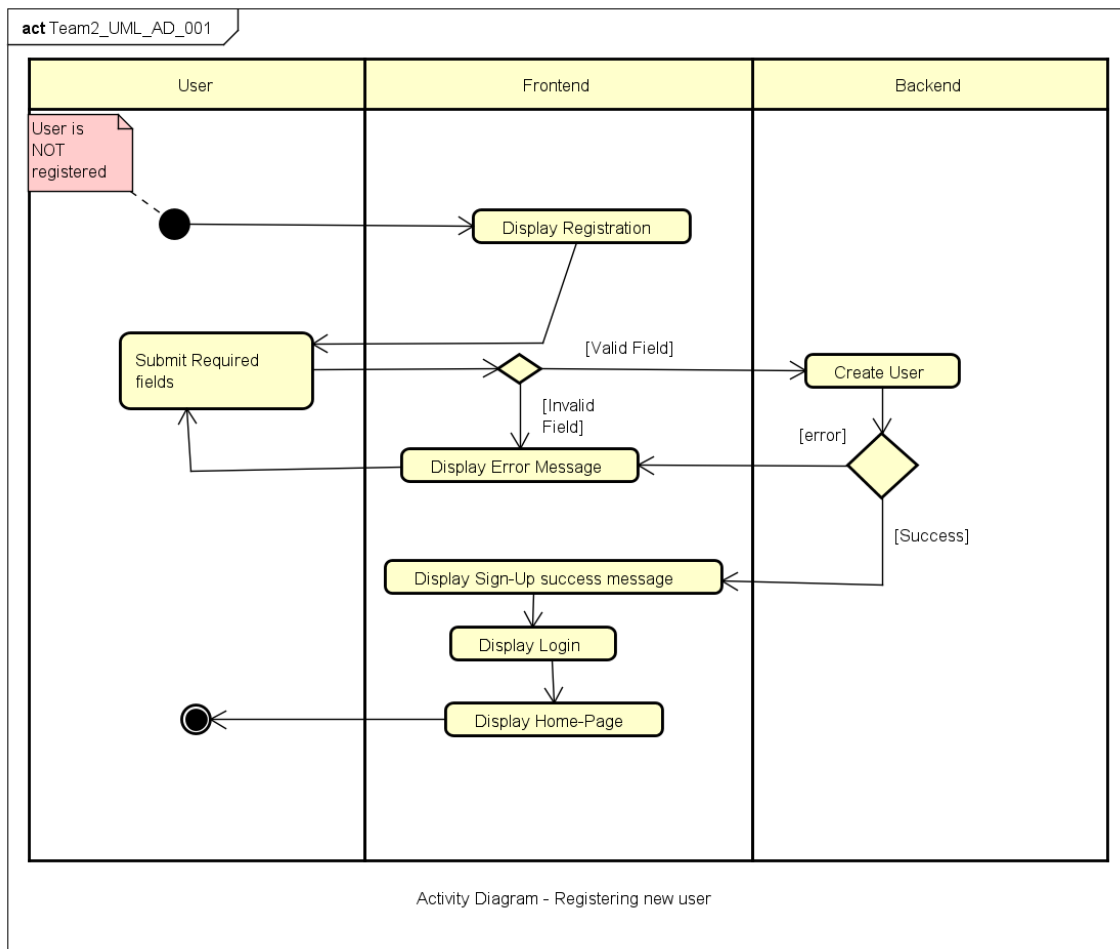 act Team2_UML_AD_001
User
Frontend
Backend
User is
NOT
registered
Display Registration
Submit Required
fields
[Valid Field]
Create User
[Invalid
Field]
[error]
Display Error Message
[Success]
Display Sign-Up success message
Display Login
Display Home-Page
Activity Diagram - Registering new user